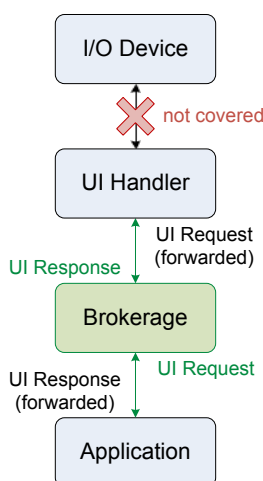 I/O Device
not covered
UI Handler
UI Request
(forwarded)
UI Response
Brokerage
UI Request
UI Response
(forwarded)
Application